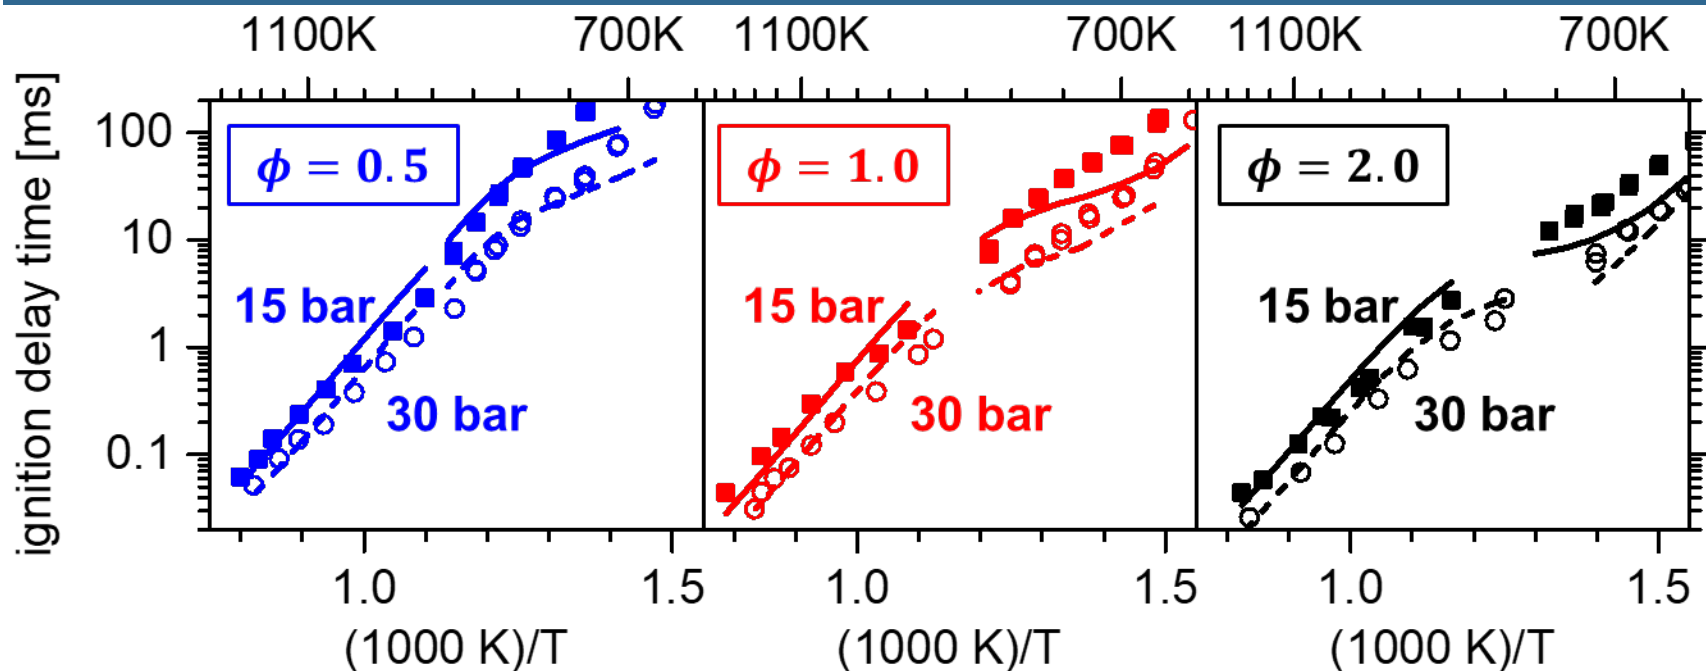 1100K 700K 1100K 700K 1100K 700K
ignition delay time [ms]
100
10
1
0.1
ϕ = 0.5
ϕ = 1.0
ϕ = 2.0
15 bar 15 bar 15 bar
30 bar 30 bar 30 bar
1.0 1.5 1.0 1.5 1.0 1.5
(1000 K)/T (1000 K)/T (1000 K)/T